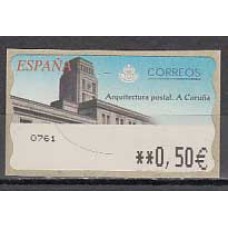 ESPAÑA CORREOS
Arquitectura postal. A Coruña
0761
**0,50€